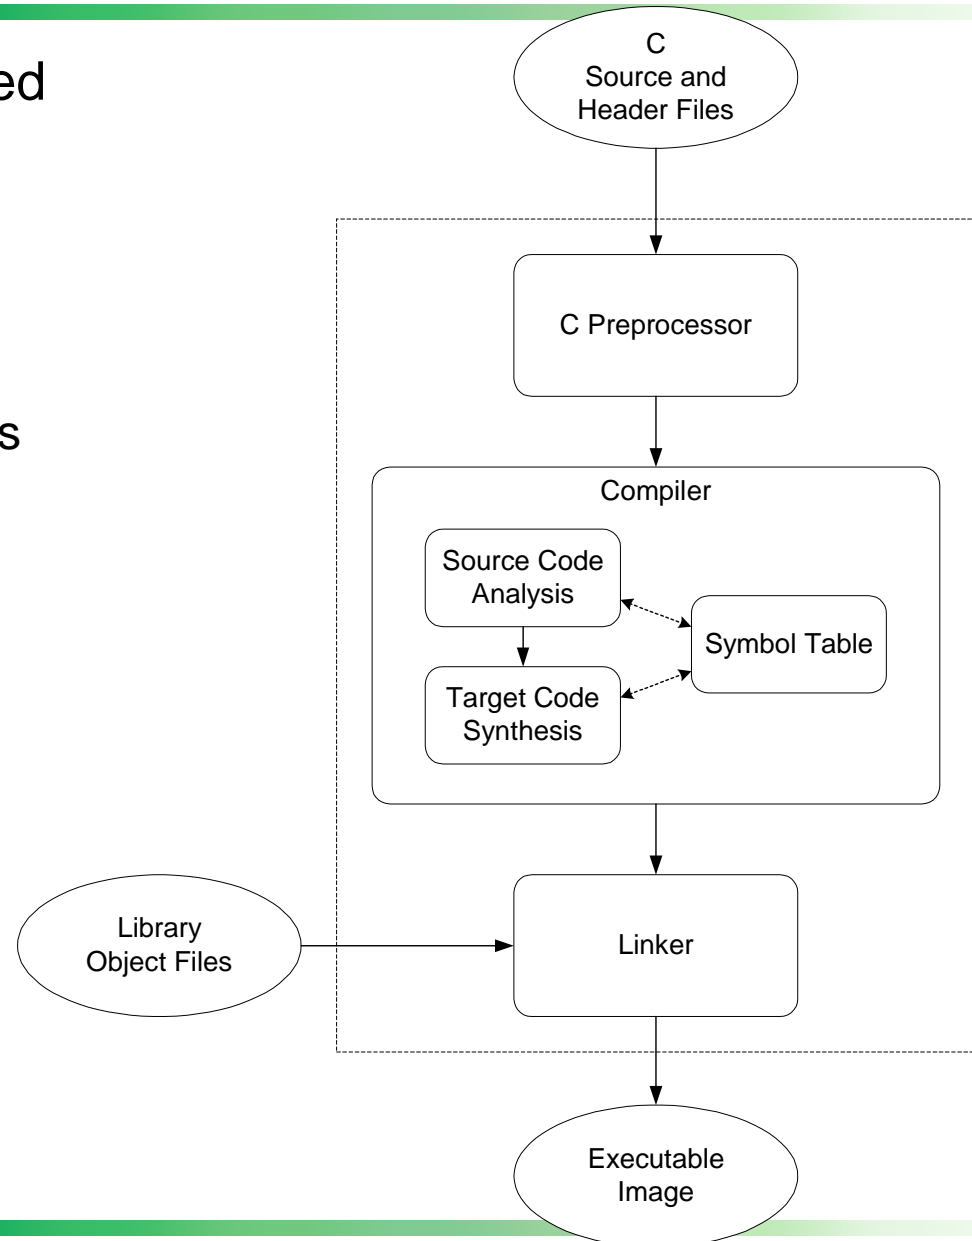 ed
s
C
Source and
Header Files
C Preprocessor
Compiler
Source Code
Analysis
Symbol Table
Target Code
Synthesis
Library
Object Files
Linker
Executable
Image